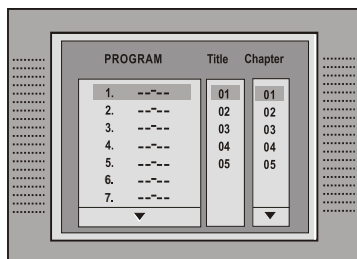 PROGRAM Title Chapter
1. --:-- 01 01
2. --:-- 02 02
3. --:-- 03 03
4. --:-- 04 04
5. --:-- 05 05
6. --:--
7. --:--